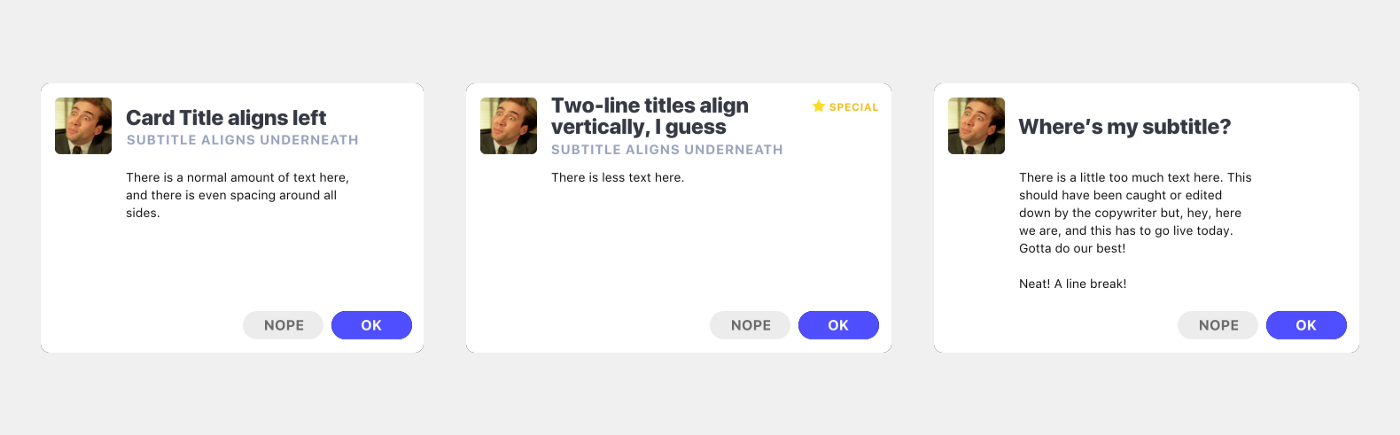 Card Title aligns left
SUBTITLE ALIGNS UNDERNEATH
There is a normal amount of text here,
and there is even spacing around all
sides.
NOPE
OK
Two-line titles align
vertically, I guess
SPECIAL
SUBTITLE ALIGNS UNDERNEATH
There is less text here.
NOPE
OK
Where's my subtitle?
There is a little too much text here. This
should have been caught or edited
down by the copywriter but, hey, here
we are, and this has to go live today.
Gotta do our best!
Neat! A line break!
NOPE
OK